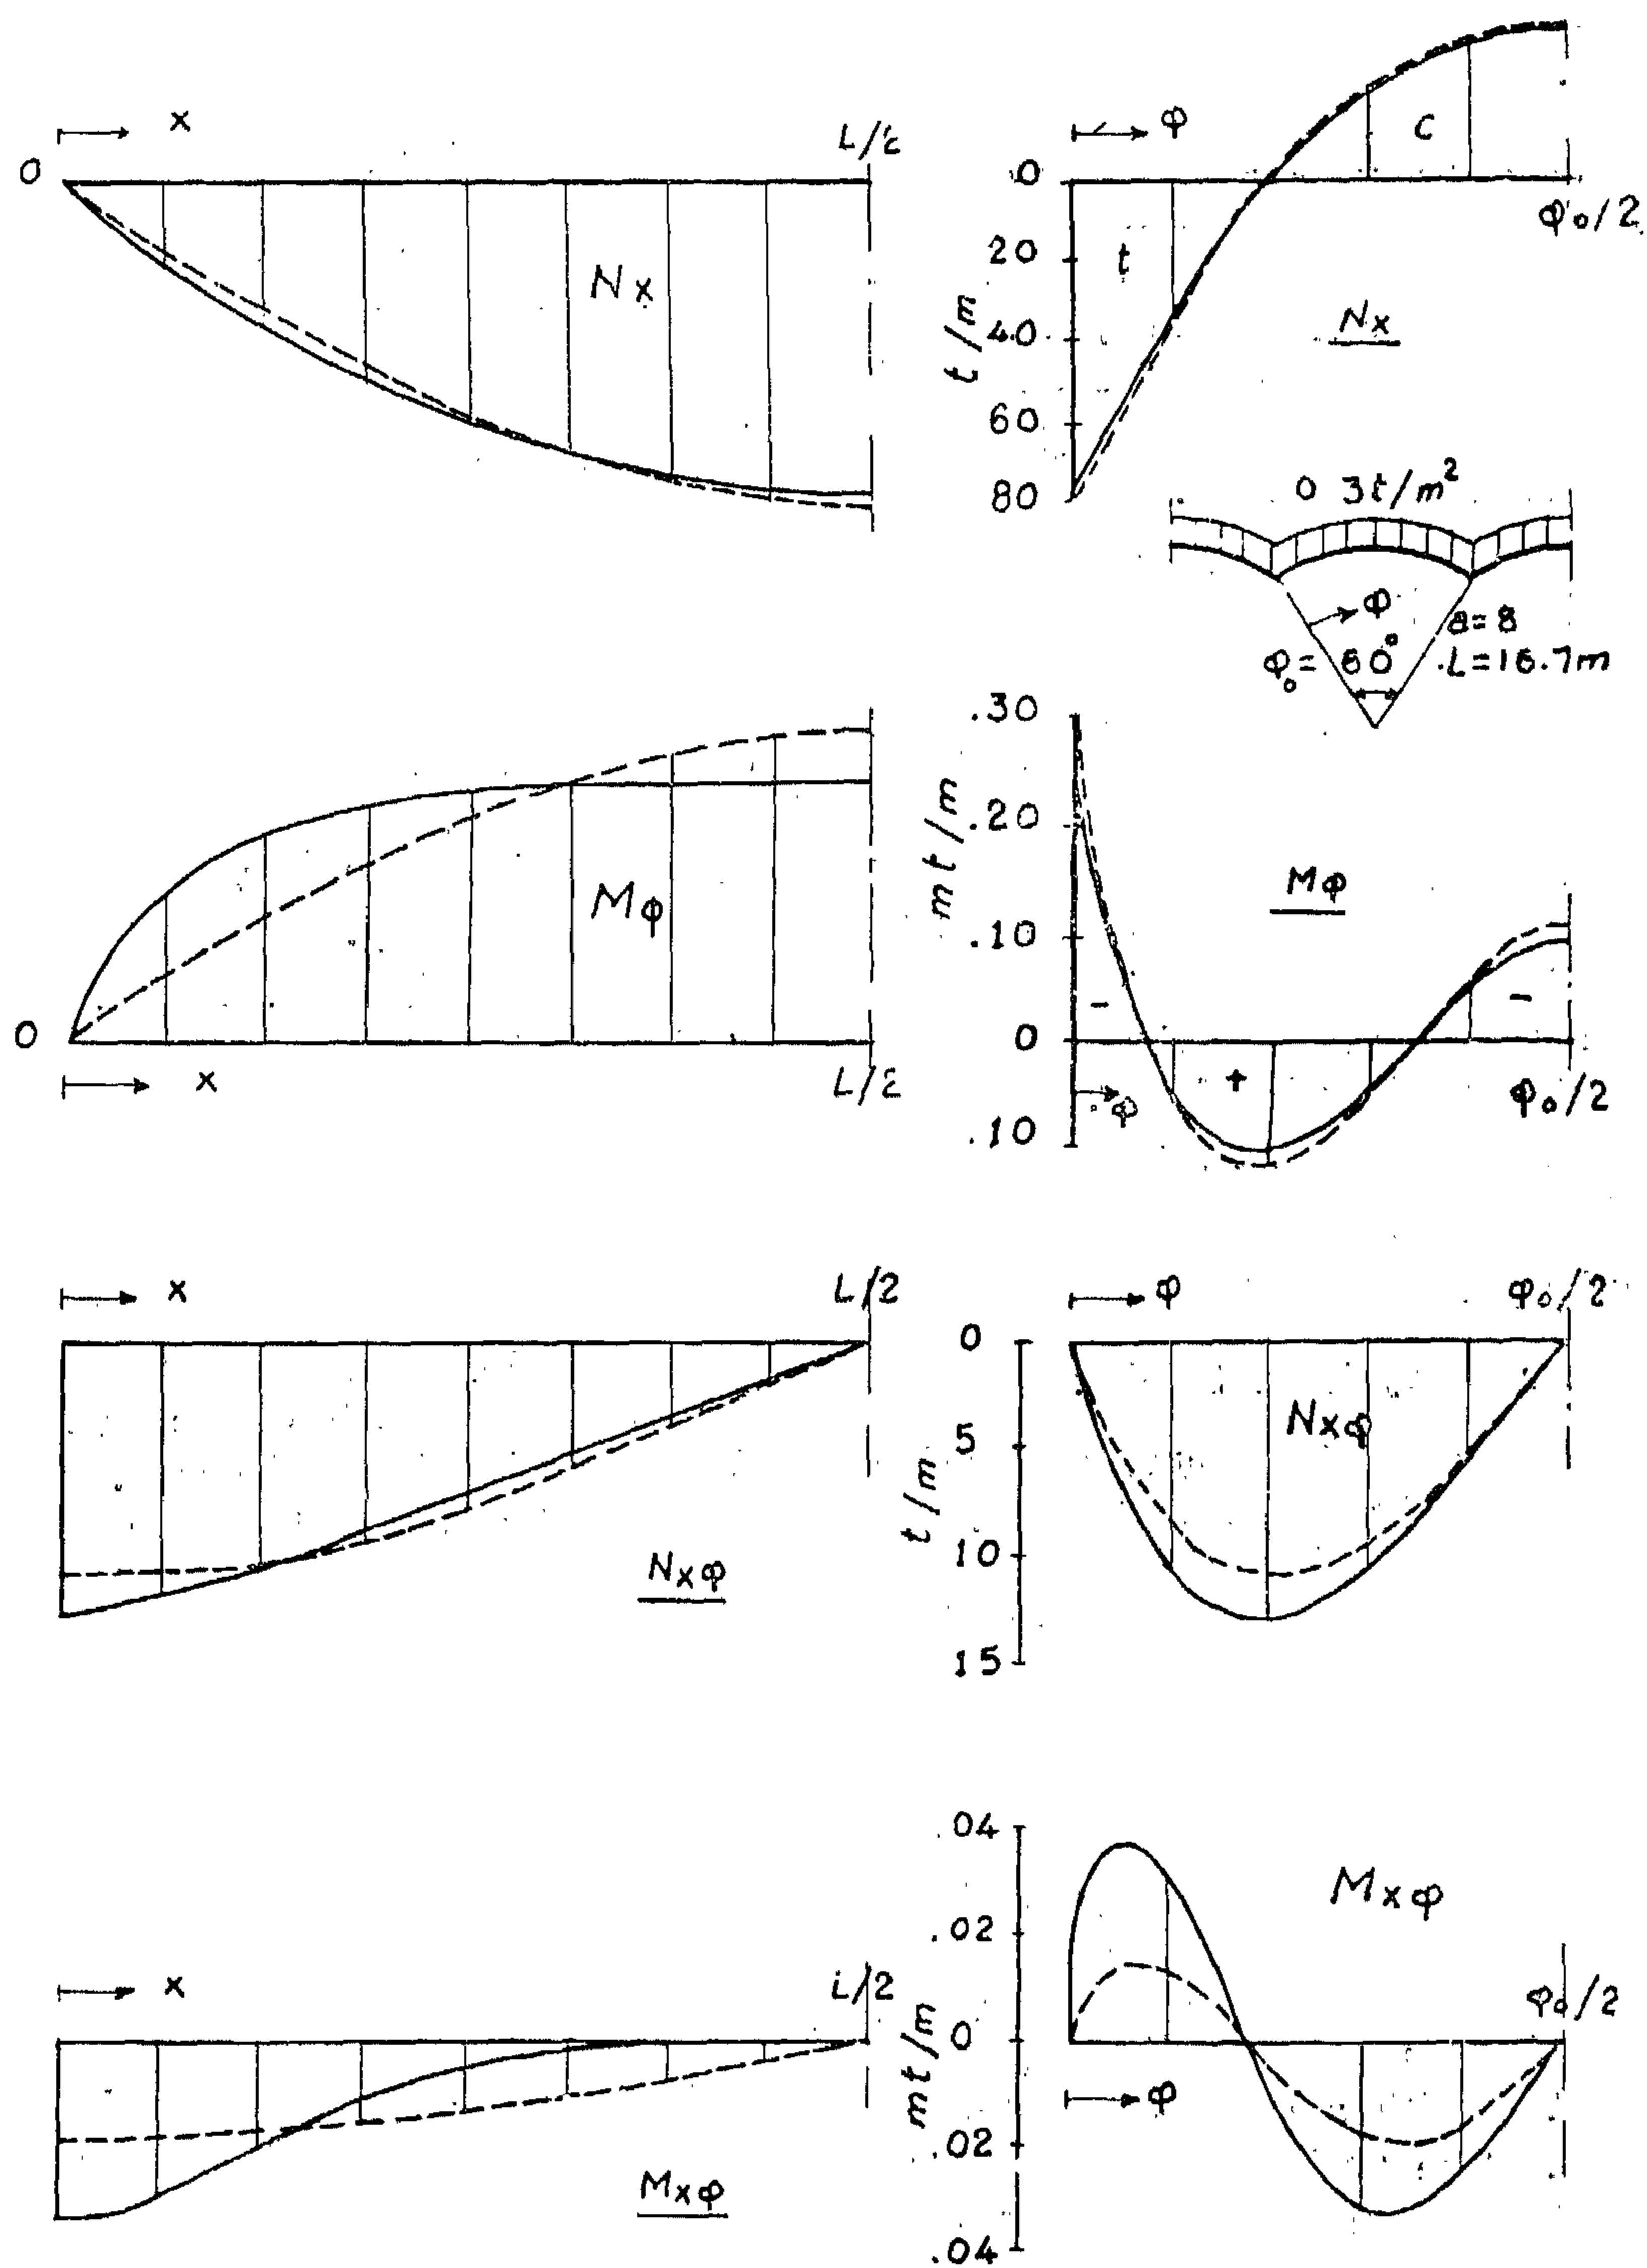 x
L/2
0
Nx
φ
0
φ₀/2
t
C
20
40
60
80
t/m
Nx
0 3t/m²
φ
φ₀= 60°
a=8
L=16.7m
Mφ
0
x
L/2
.30
.20
.10
0
.10
mt/m
Mφ
-
+
-
φ
φ₀/2
x
L/2
Nxφ
φ
φ₀/2
0
5
10
15
t/m
Nxφ
x
L/2
Mxφ
04
.02
0
.02
.04
mt/m
Mxφ
φ
φ₀/2